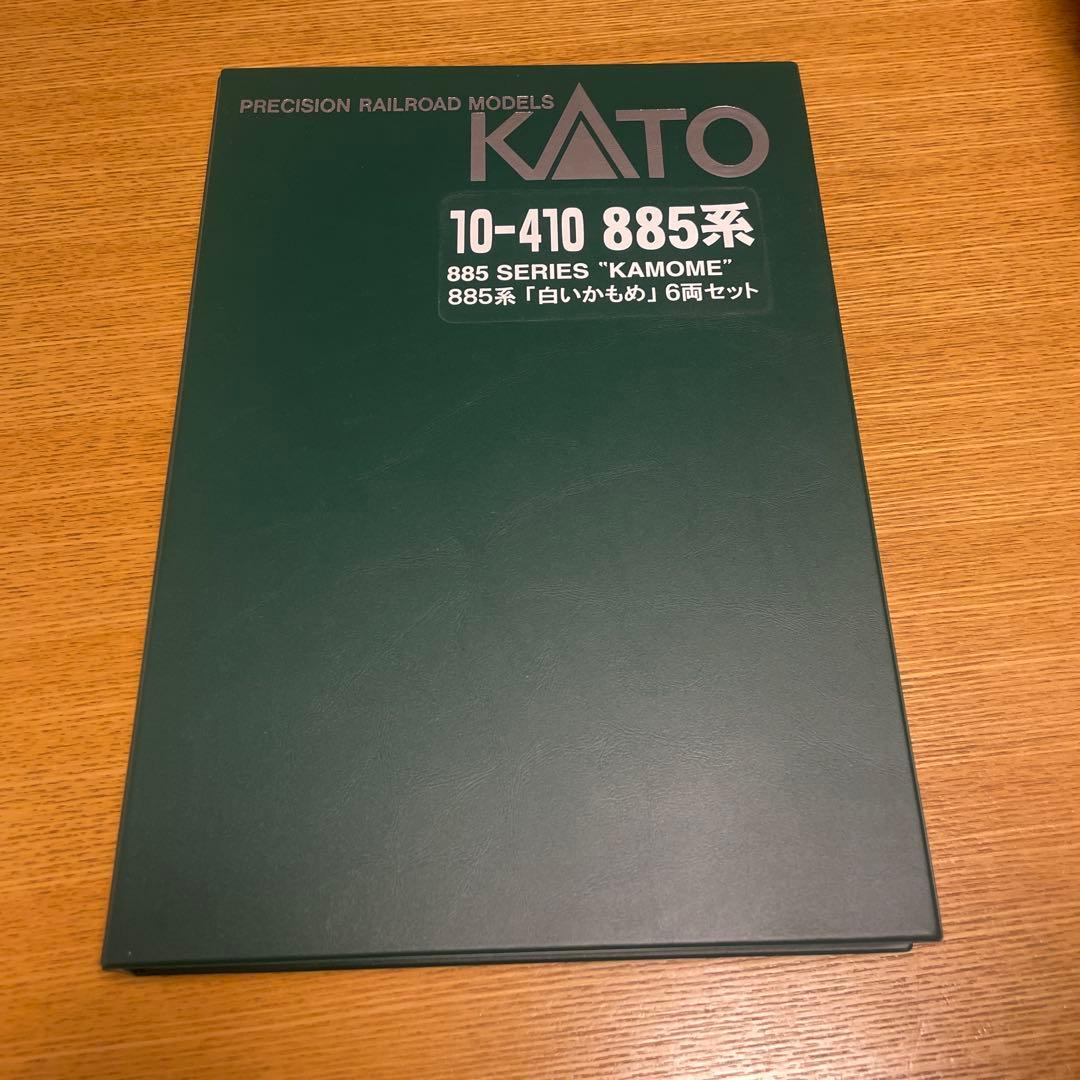 PRECISION RAILROAD MODELS
KATO
10-410 885系
885 SERIES "KAMOME"
885系「白いかもめ」6両セット